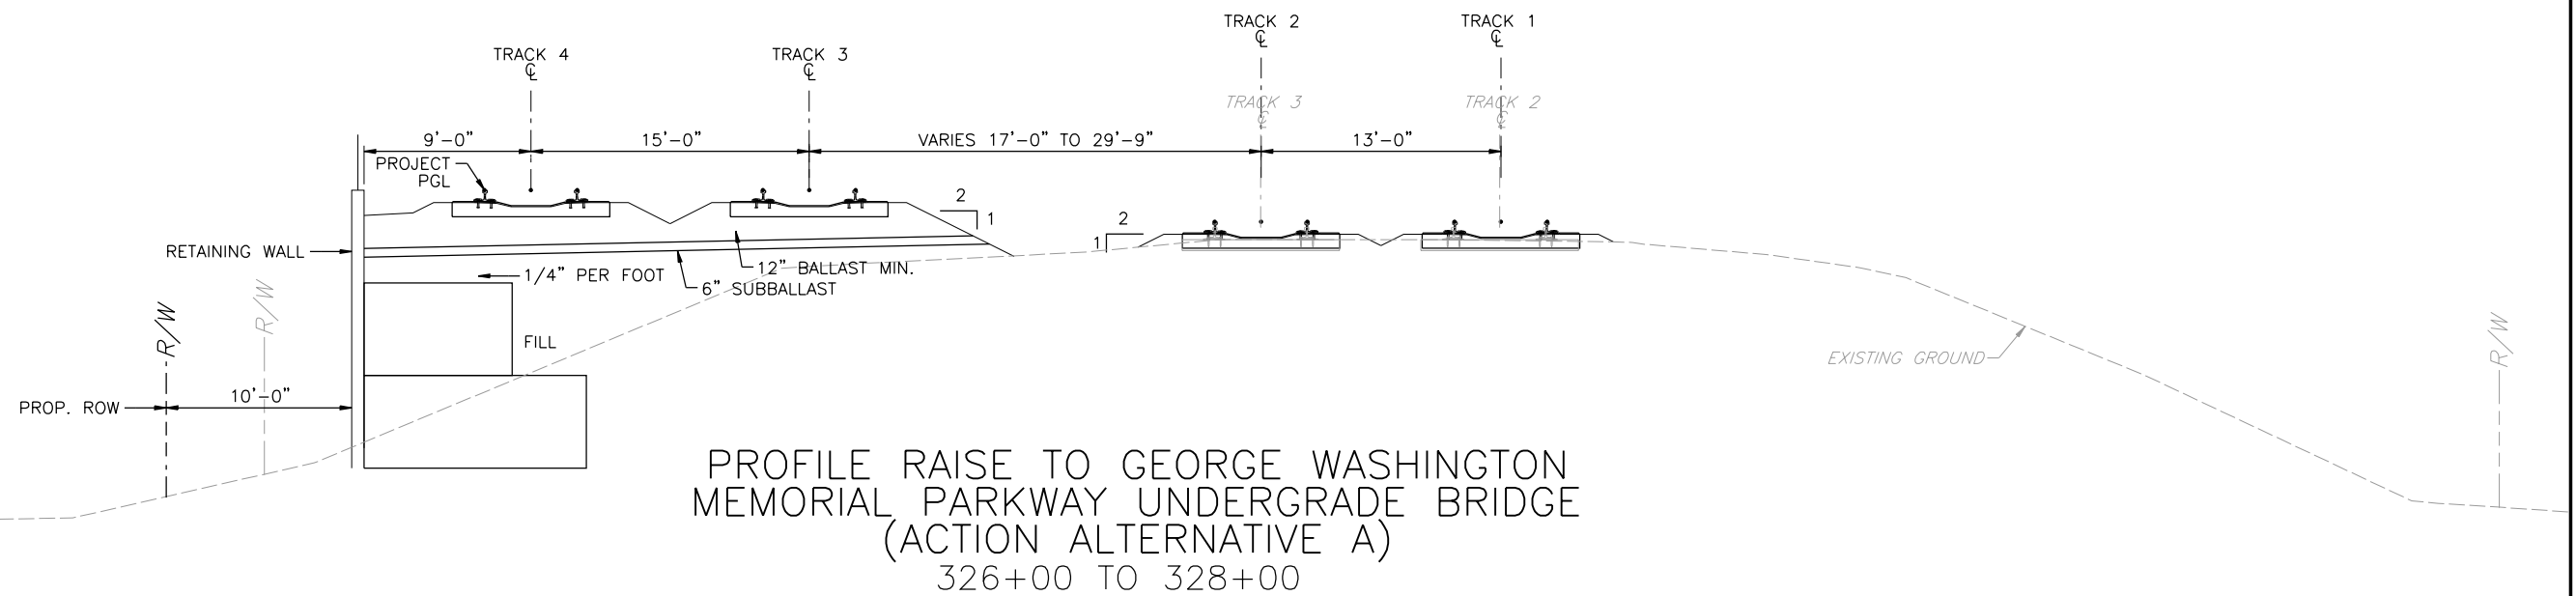 TRACK 2
℄
TRACK 1
℄
TRACK 4
℄
TRACK 3
℄
TRACK 3
℄
TRACK 2
℄
9'-0"
15'-0"
VARIES 17'-0" TO 29'-9"
13'-0"
PROJECT
PGL
2
1
2
1
RETAINING WALL
12" BALLAST MIN.
1/4" PER FOOT
6" SUBBALLAST
R/W
R/W
R/W
FILL
EXISTING GROUND
10'-0"
PROP. ROW
PROFILE RAISE TO GEORGE WASHINGTON
MEMORIAL PARKWAY UNDERGRADE BRIDGE
(ACTION ALTERNATIVE A)
326+00 TO 328+00